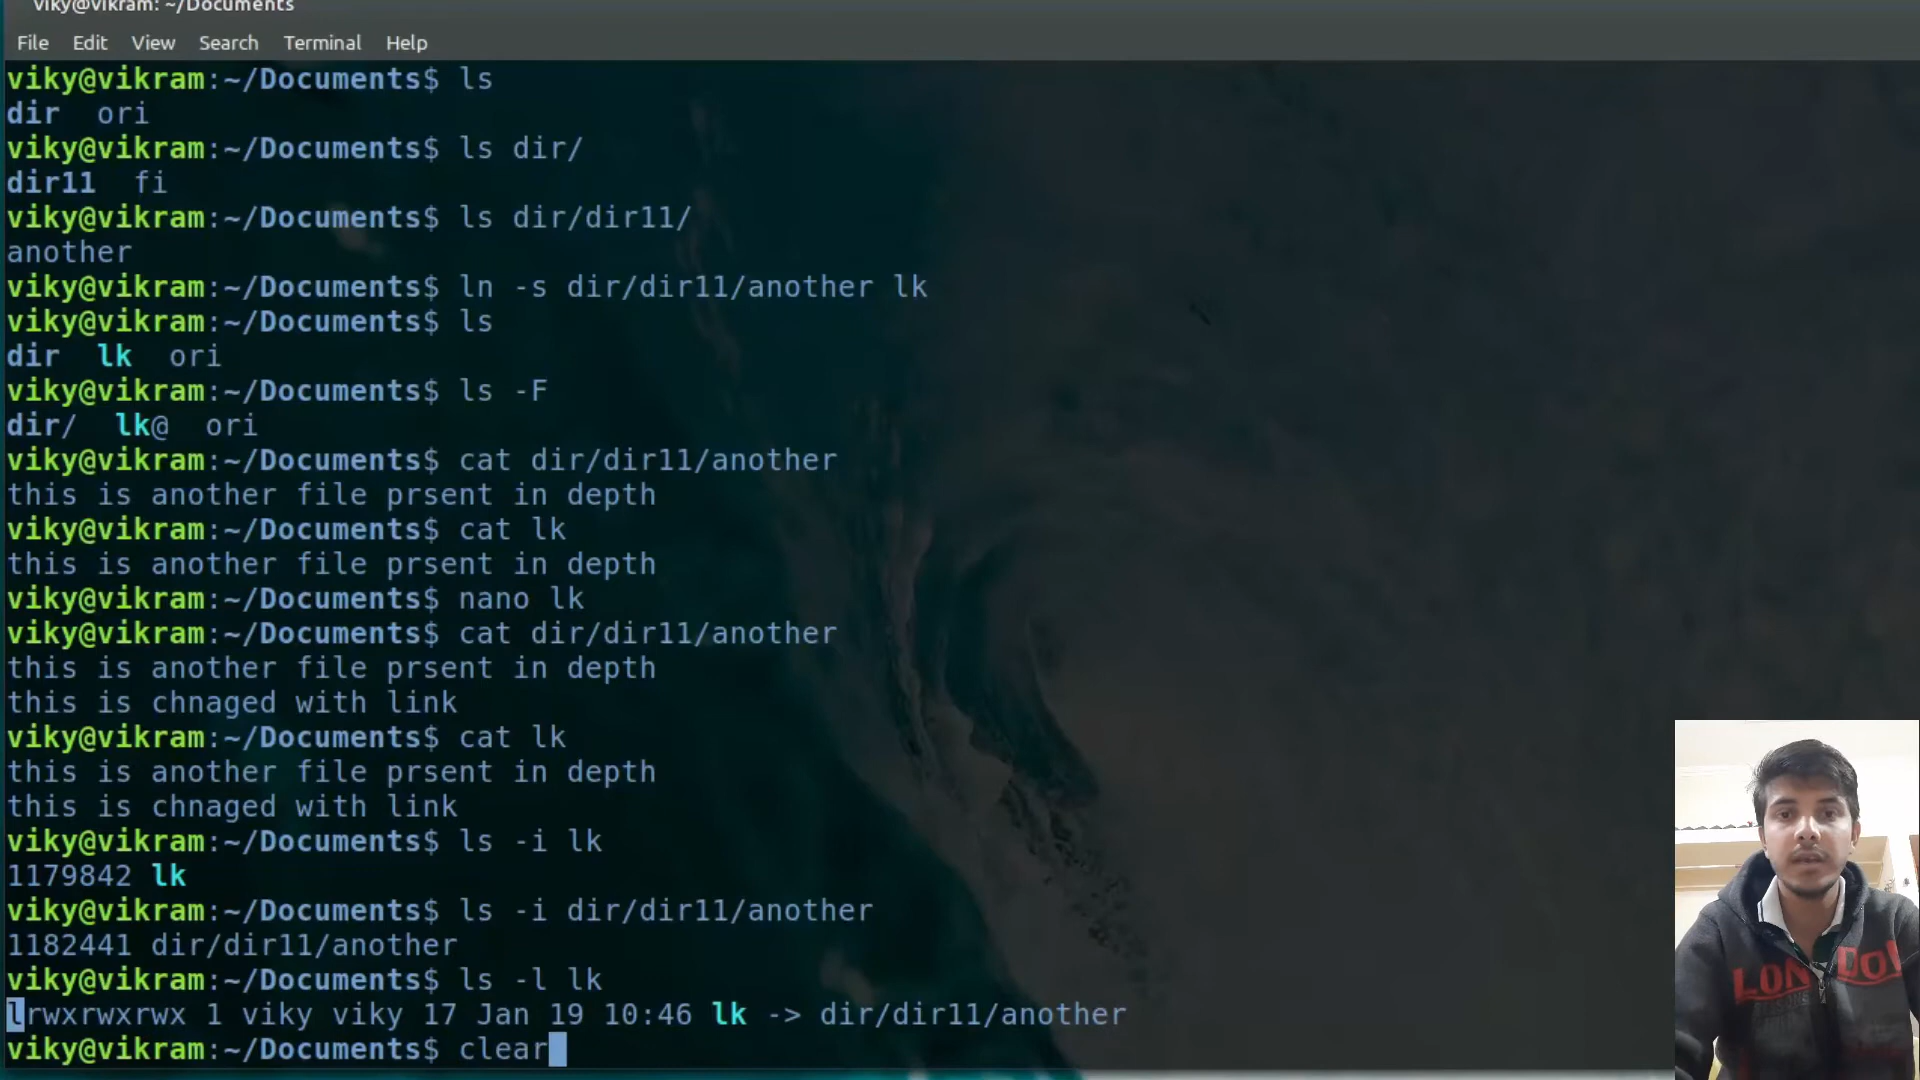 viky@vikram: ~/Documents
File Edit View Search Terminal Help
viky@vikram:~/Documents$ ls
dir ori
viky@vikram:~/Documents$ ls dir/
dir11 fi
viky@vikram:~/Documents$ ls dir/dir11/
another
viky@vikram:~/Documents$ ln -s dir/dir11/another lk
viky@vikram:~/Documents$ ls
dir lk ori
viky@vikram:~/Documents$ ls -F
dir/ lk@ ori
viky@vikram:~/Documents$ cat dir/dir11/another
this is another file prsent in depth
viky@vikram:~/Documents$ cat lk
this is another file prsent in depth
viky@vikram:~/Documents$ nano lk
viky@vikram:~/Documents$ cat dir/dir11/another
this is another file prsent in depth
this is chnaged with link
viky@vikram:~/Documents$ cat lk
this is another file prsent in depth
this is chnaged with link
viky@vikram:~/Documents$ ls -i lk
1179842 lk
viky@vikram:~/Documents$ ls -i dir/dir11/another
1182441 dir/dir11/another
viky@vikram:~/Documents$ ls -l lk
lrwxrwxrwx 1 viky viky 17 Jan 19 10:46 lk -> dir/dir11/another
viky@vikram:~/Documents$ clear